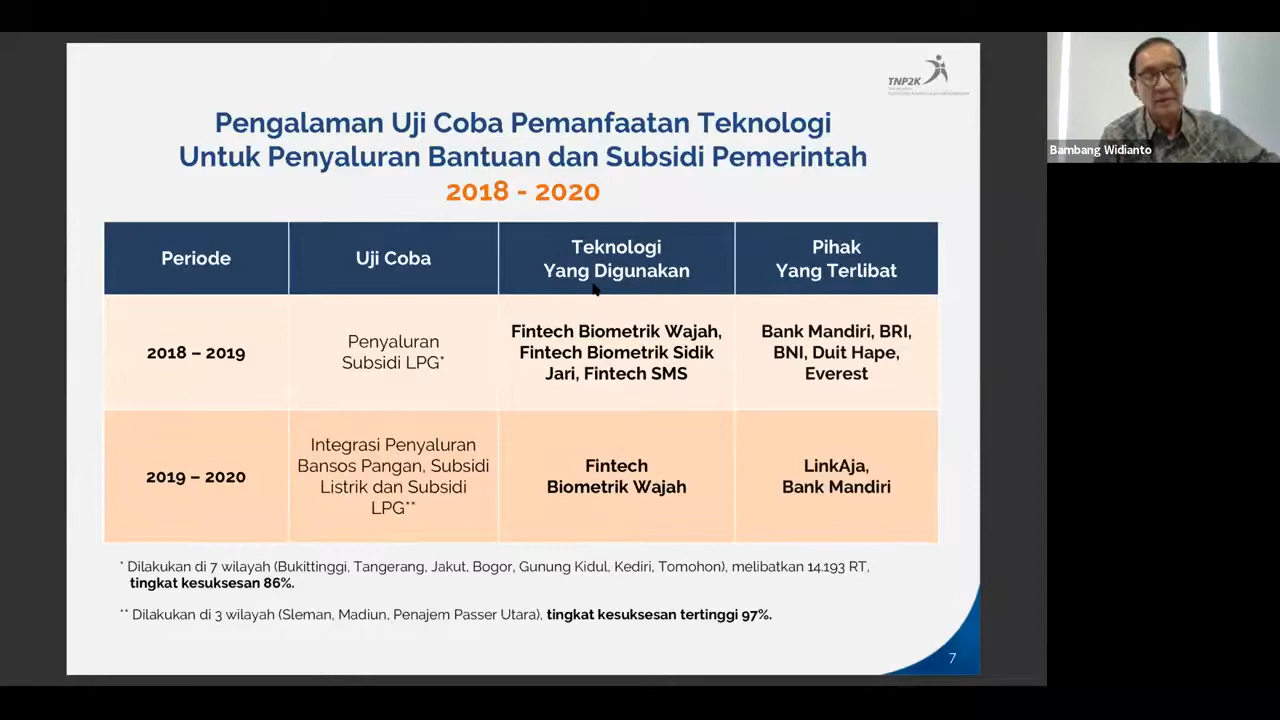 TNP2K
Pengalaman Uji Coba Pemanfaatan Teknologi
Untuk Penyaluran Bantuan dan Subsidi Pemerintah
2018 - 2020
Periode
Uji Coba
Teknologi
Yang Digunakan
Pihak
Yang Terlibat
2018 – 2019
Penyaluran
Subsidi LPG*
Fintech Biometrik Wajah,
Fintech Biometrik Sidik
Jari, Fintech SMS
Bank Mandiri, BRI,
BNI, Duit Hape,
Everest
2019 – 2020
Integrasi Penyaluran
Bansos Pangan, Subsidi
Listrik dan Subsidi
LPG**
Fintech
Biometrik Wajah
LinkAja,
Bank Mandiri
* Dilakukan di 7 wilayah (Bukittinggi, Tangerang, Jakut, Bogor, Gunung Kidul, Kediri, Tomohon), melibatkan 14.193 RT,
tingkat kesuksesan 86%.
** Dilakukan di 3 wilayah (Sleman, Madiun, Penajem Passer Utara), tingkat kesuksesan tertinggi 97%.
7
Bambang Widianto